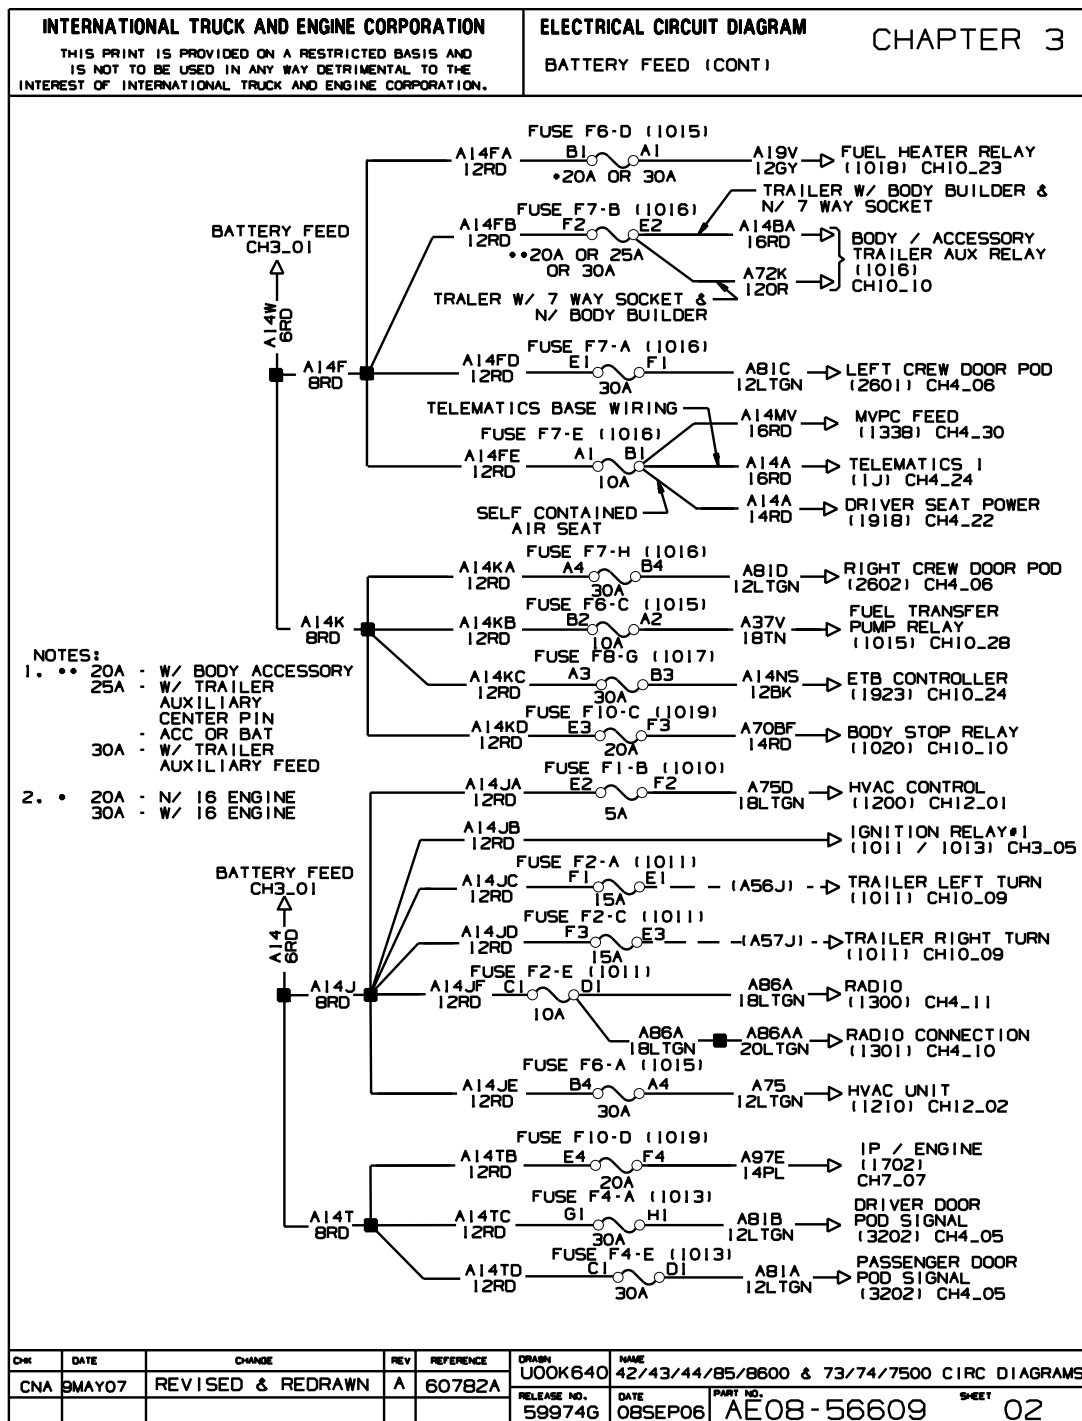 INTERNATIONAL TRUCK AND ENGINE CORPORATION
THIS PRINT IS PROVIDED ON A RESTRICTED BASIS AND
IS NOT TO BE USED IN ANY WAY DETRIMENTAL TO THE
INTEREST OF INTERNATIONAL TRUCK AND ENGINE CORPORATION.
ELECTRICAL CIRCUIT DIAGRAM
BATTERY FEED (CONT)
CHAPTER 3
FUSE F6-D (1015)
A14FA
12RD
B1
A1
*20A OR 30A
A19V
12GY
FUEL HEATER RELAY
(1018) CH10_23
TRAILER W/ BODY BUILDER &
N/ 7 WAY SOCKET
BATTERY FEED
CH3_01
FUSE F7-B (1016)
A14FB
12RD
F2
E2
**20A OR 25A
OR 30A
A14BA
16RD
A72K
12OR
BODY / ACCESSORY
TRAILER AUX RELAY
(1016)
CH10_10
TRALER W/ 7 WAY SOCKET &
N/ BODY BUILDER
A14W
6RD
A14F
8RD
FUSE F7-A (1016)
A14FD
12RD
E1
F1
30A
A81C
12LTGN
LEFT CREW DOOR POD
(2601) CH4_06
TELEMATICS BASE WIRING
FUSE F7-E (1016)
A14FE
12RD
A1
B1
10A
A14MV
16RD
MVPC FEED
(1338) CH4_30
A14A
16RD
TELEMATICS 1
(1J) CH4_24
A14A
14RD
DRIVER SEAT POWER
(1918) CH4_22
SELF CONTAINED
AIR SEAT
FUSE F7-H (1016)
A14KA
12RD
A4
B4
30A
A81D
12LTGN
RIGHT CREW DOOR POD
(2602) CH4_06
A14K
8RD
FUSE F6-C (1015)
A14KB
12RD
B2
A2
10A
A37V
18TN
FUEL TRANSFER
PUMP RELAY
(1015) CH10_28
FUSE F8-G (1017)
A14KC
12RD
A3
B3
30A
A14NS
12BK
ETB CONTROLLER
(1923) CH10_24
FUSE F10-C (1019)
A14KD
12RD
E3
F3
20A
A70BF
14RD
BODY STOP RELAY
(1020) CH10_10
NOTES:
1. ** 20A - W/ BODY ACCESSORY
25A - W/ TRAILER
AUXILIARY
CENTER PIN
- ACC OR BAT
30A - W/ TRAILER
AUXILIARY FEED
2. * 20A - N/ I6 ENGINE
30A - W/ I6 ENGINE
FUSE F1-B (1010)
A14JA
12RD
E2
F2
5A
A75D
18LTGN
HVAC CONTROL
(1200) CH12_01
A14JB
12RD
IGNITION RELAY#1
(1011 / 1013) CH3_05
BATTERY FEED
CH3_01
FUSE F2-A (1011)
A14JC
12RD
F1
E1
15A
(A56J)
TRAILER LEFT TURN
(1011) CH10_09
FUSE F2-C (1011)
A14JD
12RD
F3
E3
15A
(A57J)
TRAILER RIGHT TURN
(1011) CH10_09
A14
6RD
A14J
8RD
FUSE F2-E (1011)
A14JF
12RD
C1
D1
10A
A86A
18LTGN
RADIO
(1300) CH4_11
A86A
18LTGN
A86AA
20LTGN
RADIO CONNECTION
(1301) CH4_10
FUSE F6-A (1015)
A14JE
12RD
B4
A4
30A
A75
12LTGN
HVAC UNIT
(1210) CH12_02
FUSE F10-D (1019)
A14TB
12RD
E4
F4
20A
A97E
14PL
IP / ENGINE
(1702)
CH7_07
A14T
8RD
FUSE F4-A (1013)
A14TC
12RD
G1
H1
30A
A81B
12LTGN
DRIVER DOOR
POD SIGNAL
(3202) CH4_05
FUSE F4-E (1013)
A14TD
12RD
C1
D1
30A
A81A
12LTGN
PASSENGER DOOR
POD SIGNAL
(3202) CH4_05
CHK DATE CHANGE REV REFERENCE
CNA 9MAY07 REVISED & REDRAWN A 60782A
DRAWN
U00K640
NAME
42/43/44/85/8600 & 73/74/7500 CIRC DIAGRAMS
RELEASE NO.
59974G
DATE
08SEP06
PART NO.
AE08-56609
SHEET
02